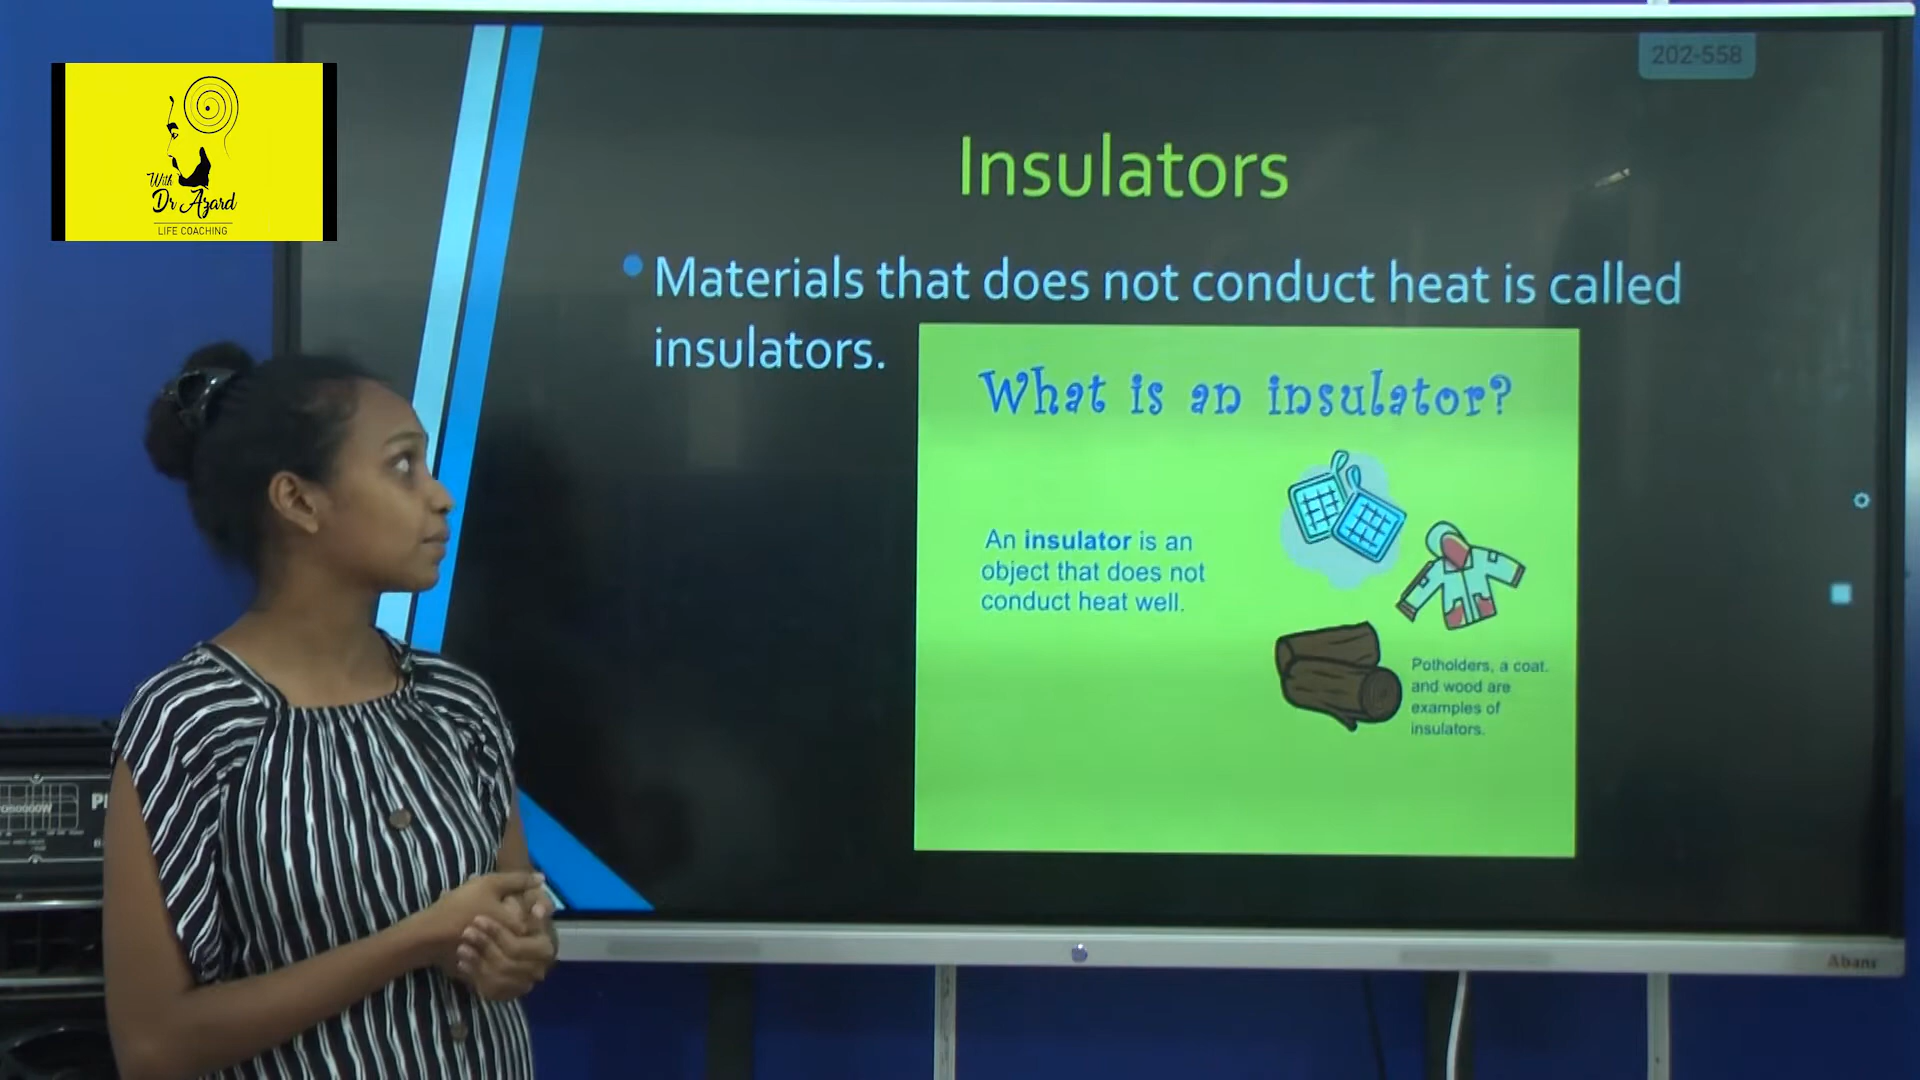 202-558
With
Dr Azard
LIFE COACHING
Insulators
Materials that does not conduct heat is called
insulators.
What is an insulator?
An insulator is an
object that does not
conduct heat well.
Potholders, a coat.
and wood are
examples of
insulators.
Abans